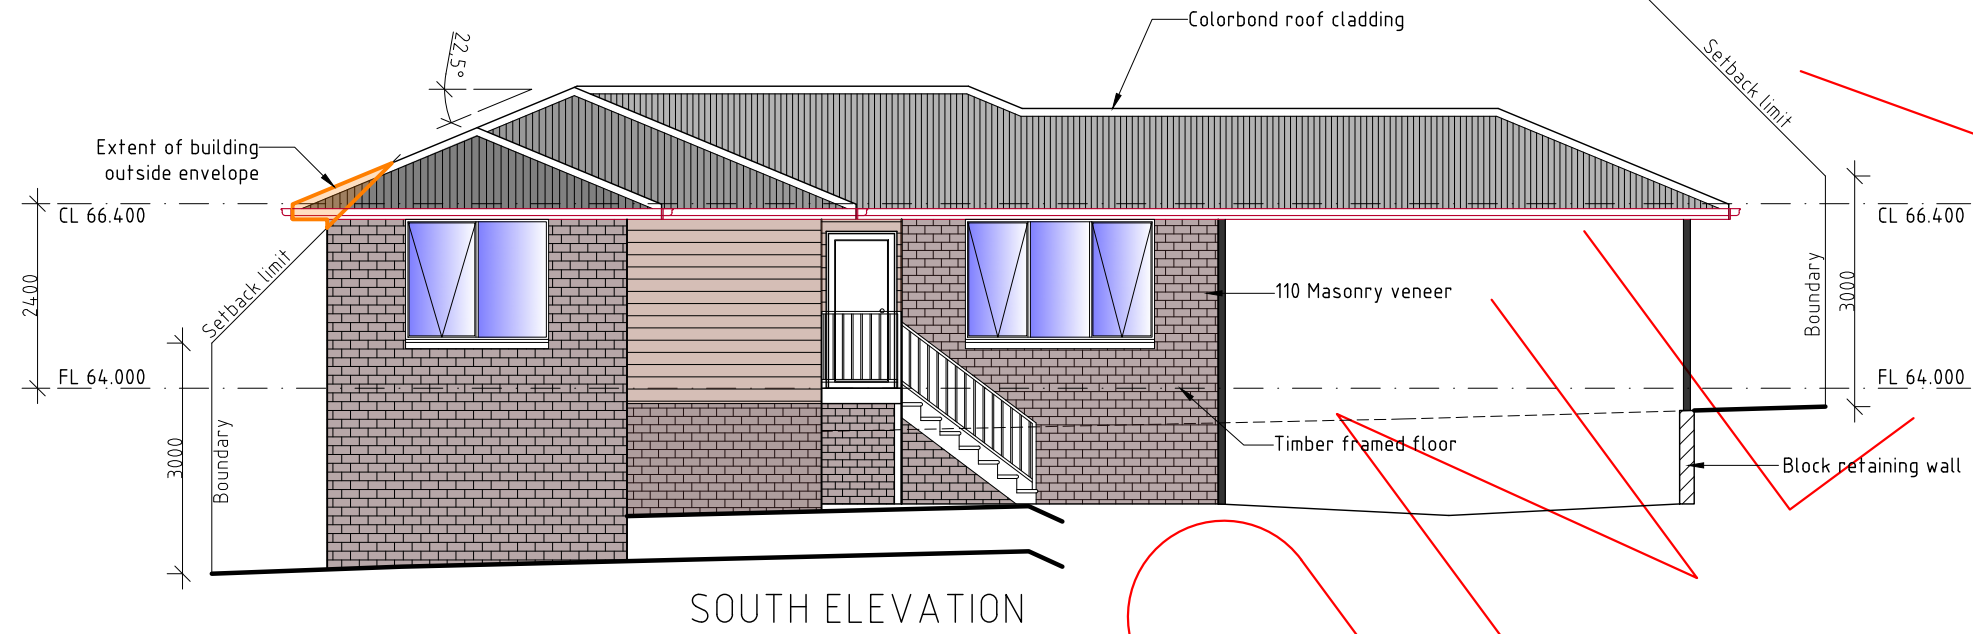 Colorbond roof cladding
22.5°
Setback limit
Extent of building
outside envelope
CL 66.400
CL 66.400
2400
Setback limit
110 Masonry veneer
Boundary
3000
FL 64.000
FL 64.000
3000
Boundary
Timber framed floor
Block retaining wall
SOUTH ELEVATION